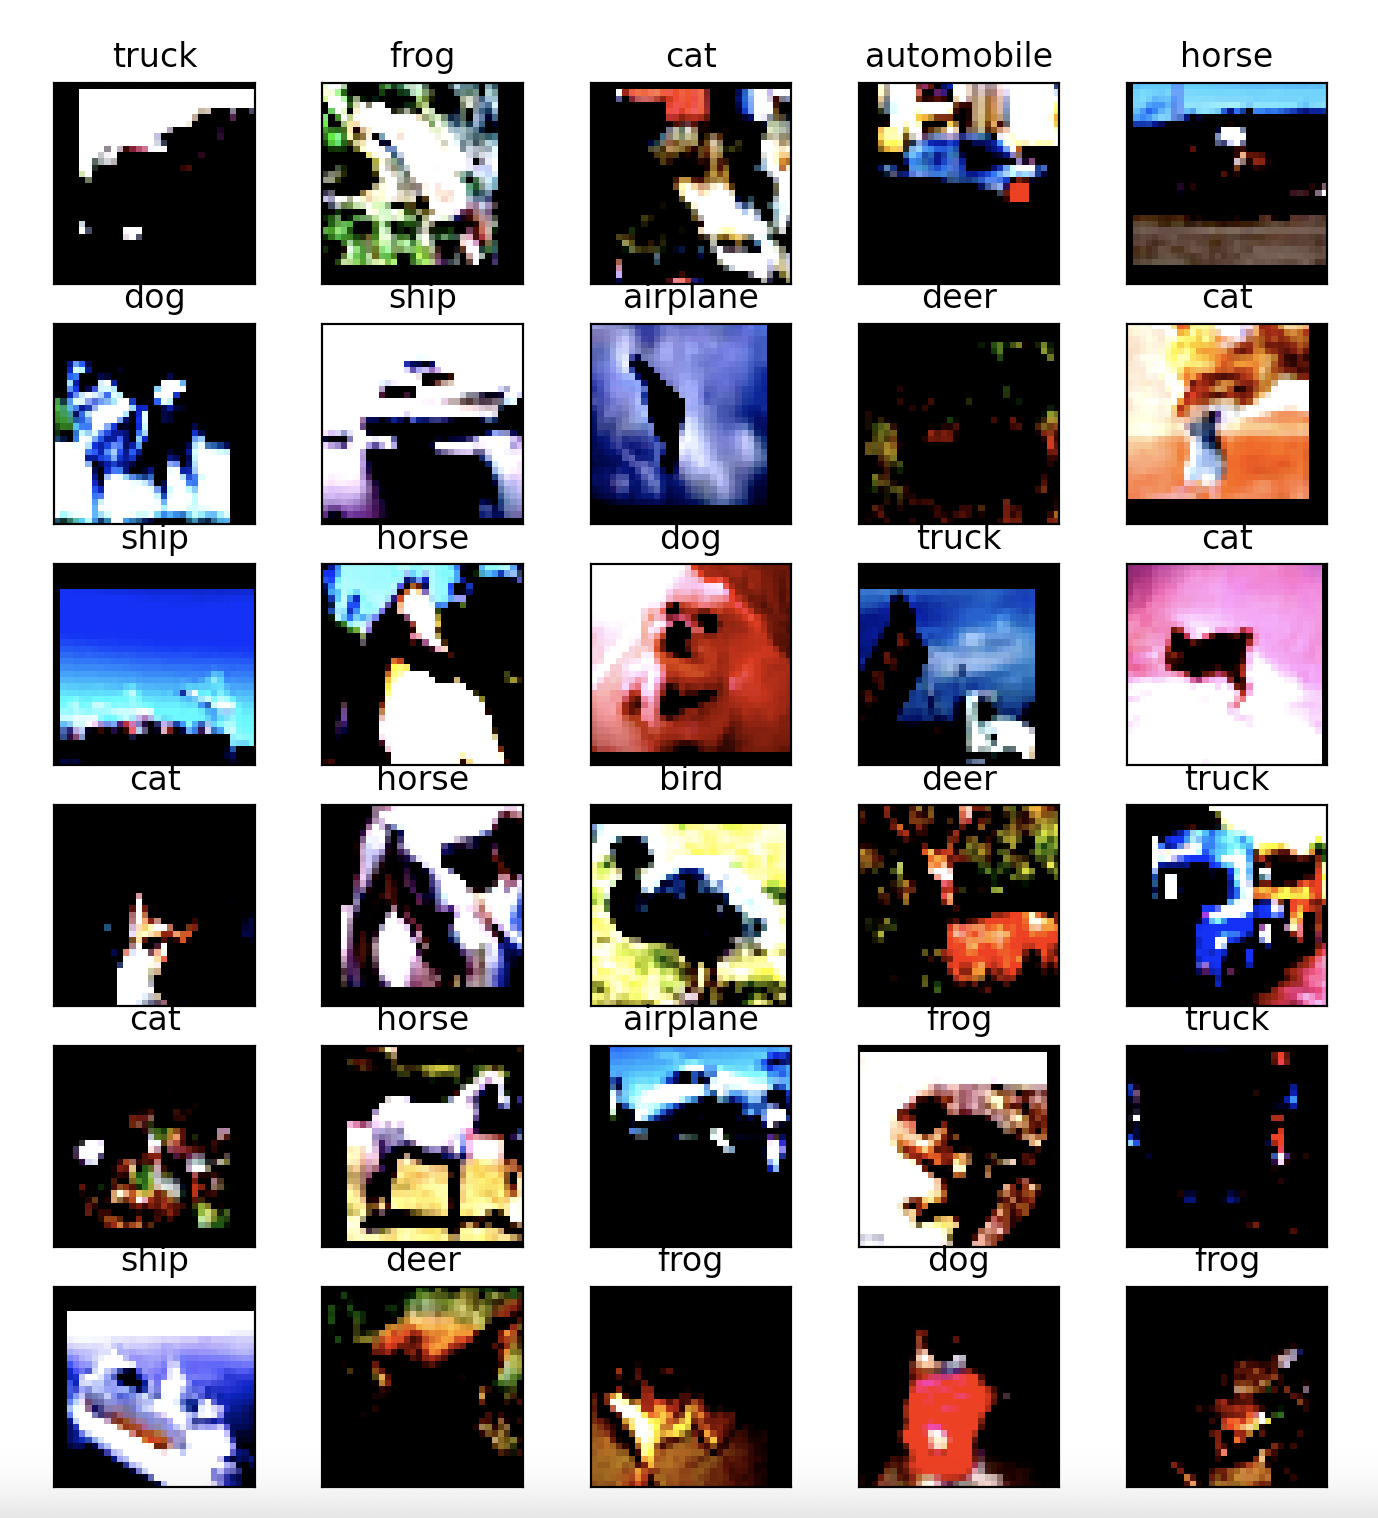 truck frog cat automobile horse
dog ship airplane deer cat
ship horse dog truck cat
cat horse bird deer truck
cat horse airplane frog truck
ship deer frog dog frog